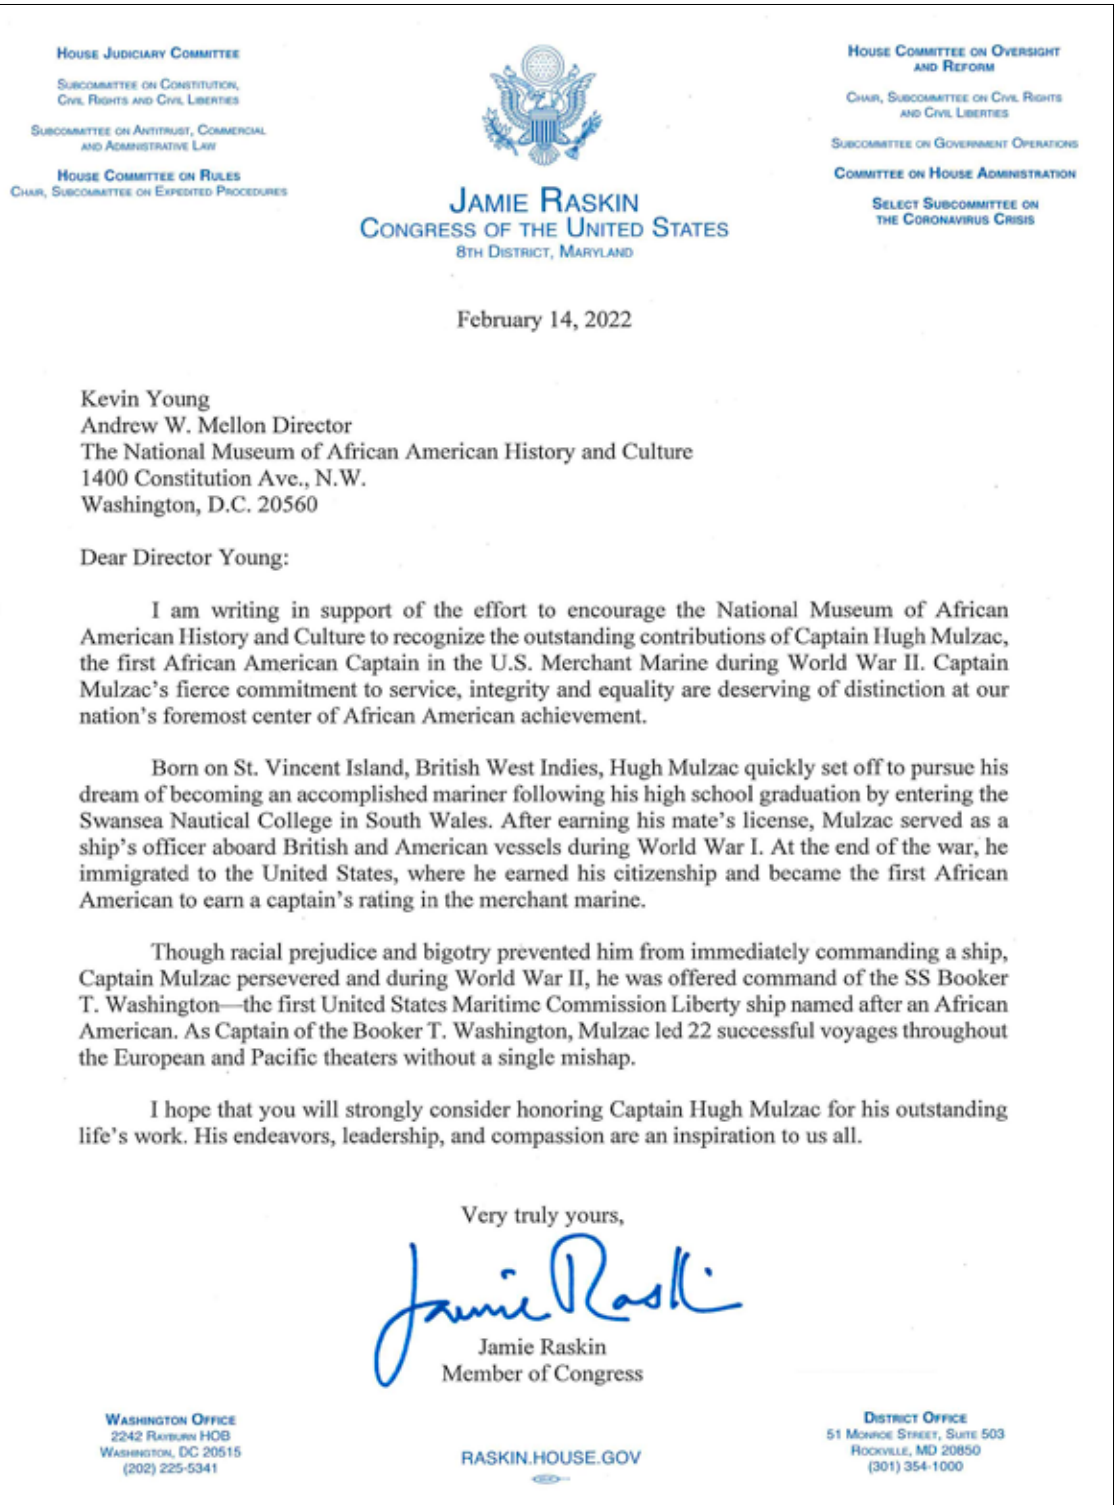 HOUSE JUDICIARY COMMITTEE
SUBCOMMITTEE ON CONSTITUTION,
CIVIL RIGHTS AND CIVIL LIBERTIES
SUBCOMMITTEE ON ANTITRUST, COMMERCIAL
AND ADMINISTRATIVE LAW
HOUSE COMMITTEE ON RULES
CHAIR, SUBCOMMITTEE ON EXPEDITED PROCEDURES
JAMIE RASKIN
CONGRESS OF THE UNITED STATES
8TH DISTRICT, MARYLAND
HOUSE COMMITTEE ON OVERSIGHT
AND REFORM
CHAIR, SUBCOMMITTEE ON CIVIL RIGHTS
AND CIVIL LIBERTIES
SUBCOMMITTEE ON GOVERNMENT OPERATIONS
COMMITTEE ON HOUSE ADMINISTRATION
SELECT SUBCOMMITTEE ON
THE CORONAVIRUS CRISIS
February 14, 2022
Kevin Young
Andrew W. Mellon Director
The National Museum of African American History and Culture
1400 Constitution Ave., N.W.
Washington, D.C. 20560
Dear Director Young:
I am writing in support of the effort to encourage the National Museum of African
American History and Culture to recognize the outstanding contributions of Captain Hugh Mulzac,
the first African American Captain in the U.S. Merchant Marine during World War II. Captain
Mulzac's fierce commitment to service, integrity and equality are deserving of distinction at our
nation's foremost center of African American achievement.
Born on St. Vincent Island, British West Indies, Hugh Mulzac quickly set off to pursue his
dream of becoming an accomplished mariner following his high school graduation by entering the
Swansea Nautical College in South Wales. After earning his mate's license, Mulzac served as a
ship's officer aboard British and American vessels during World War I. At the end of the war, he
immigrated to the United States, where he earned his citizenship and became the first African
American to earn a captain's rating in the merchant marine.
Though racial prejudice and bigotry prevented him from immediately commanding a ship,
Captain Mulzac persevered and during World War II, he was offered command of the SS Booker
T. Washington—the first United States Maritime Commission Liberty ship named after an African
American. As Captain of the Booker T. Washington, Mulzac led 22 successful voyages throughout
the European and Pacific theaters without a single mishap.
I hope that you will strongly consider honoring Captain Hugh Mulzac for his outstanding
life's work. His endeavors, leadership, and compassion are an inspiration to us all.
Very truly yours,
Jamie Raskin
Jamie Raskin
Member of Congress
WASHINGTON OFFICE
2242 RAYBURN HOB
WASHINGTON, DC 20515
(202) 225-5341
RASKIN.HOUSE.GOV
DISTRICT OFFICE
51 MONROE STREET, SUITE 503
ROCKVILLE, MD 20850
(301) 354-1000